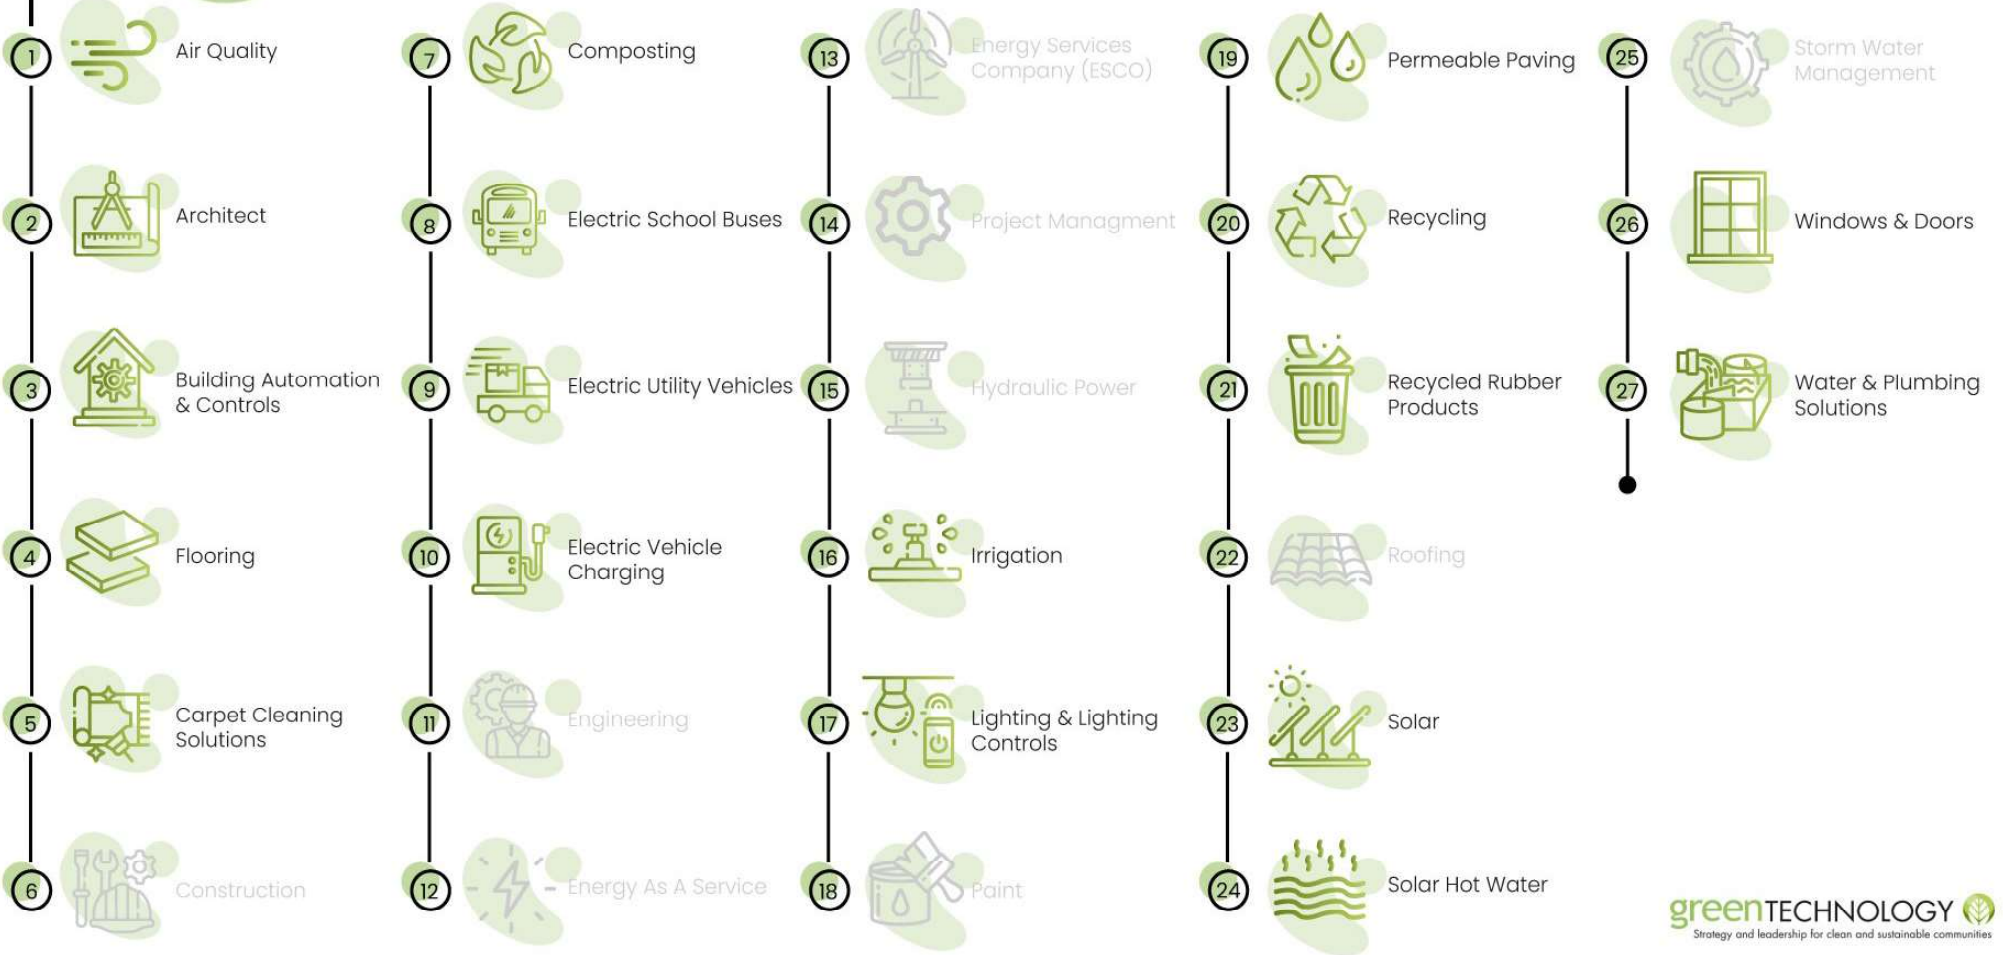 1
Air Quality
2
Architect
3
Building Automation
& Controls
4
Flooring
5
Carpet Cleaning
Solutions
6
Construction
7
Composting
8
Electric School Buses
9
Electric Utility Vehicles
10
Electric Vehicle
Charging
11
Engineering
12
Energy As A Service
13
Energy Services
Company (ESCO)
14
Project Managment
15
Hydraulic Power
16
Irrigation
17
Lighting & Lighting
Controls
18
Paint
19
Permeable Paving
20
Recycling
21
Recycled Rubber
Products
22
Roofing
23
Solar
24
Solar Hot Water
25
Storm Water
Management
26
Windows & Doors
27
Water & Plumbing
Solutions
greenTECHNOLOGY
Strategy and leadership for clean and sustainable communities